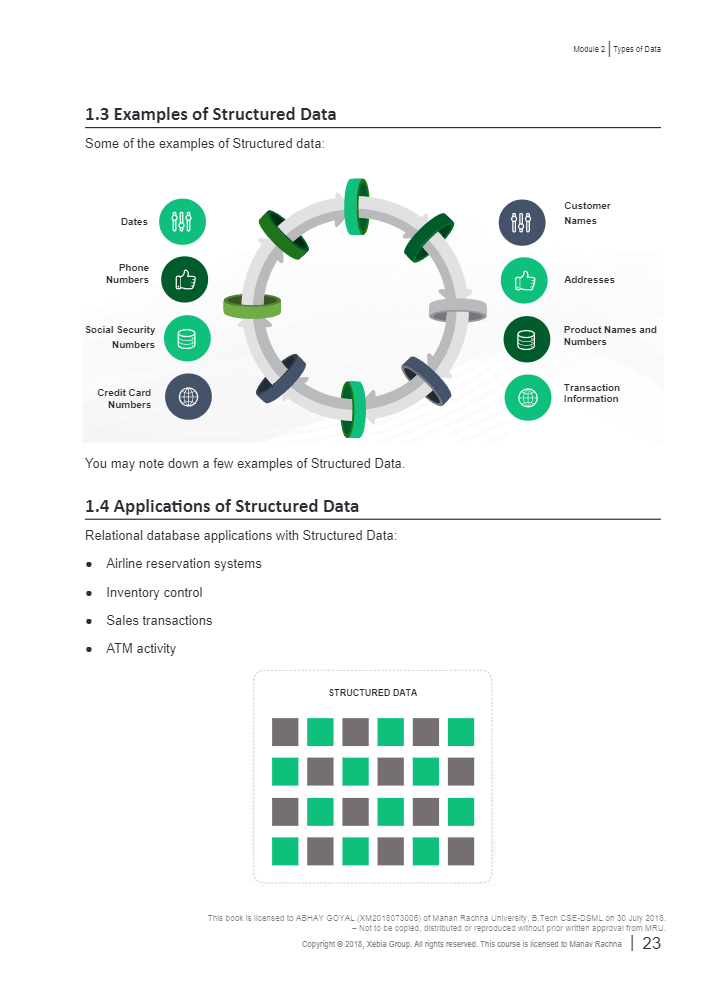 Module 2 | Types of Data
1.3 Examples of Structured Data
Some of the examples of Structured data:
Dates
Phone
Numbers
Social Security
Numbers
Credit Card
Numbers
Customer
Names
Addresses
Product Names and
Numbers
Transaction
Information
You may note down a few examples of Structured Data.
1.4 Applications of Structured Data
Relational database applications with Structured Data:
● Airline reservation systems
● Inventory control
● Sales transactions
● ATM activity
STRUCTURED DATA
This book is licensed to ABHAY GOYAL (XM2018073006) of Manan Rachna University, B.Tech CSE-DSML on 30 July 2018.
– Not to be copied, distributed or reproduced without prior written approval from MRU.
Copyright © 2018, Xebia Group. All rights reserved. This course is licensed to Manav Rachna | 23